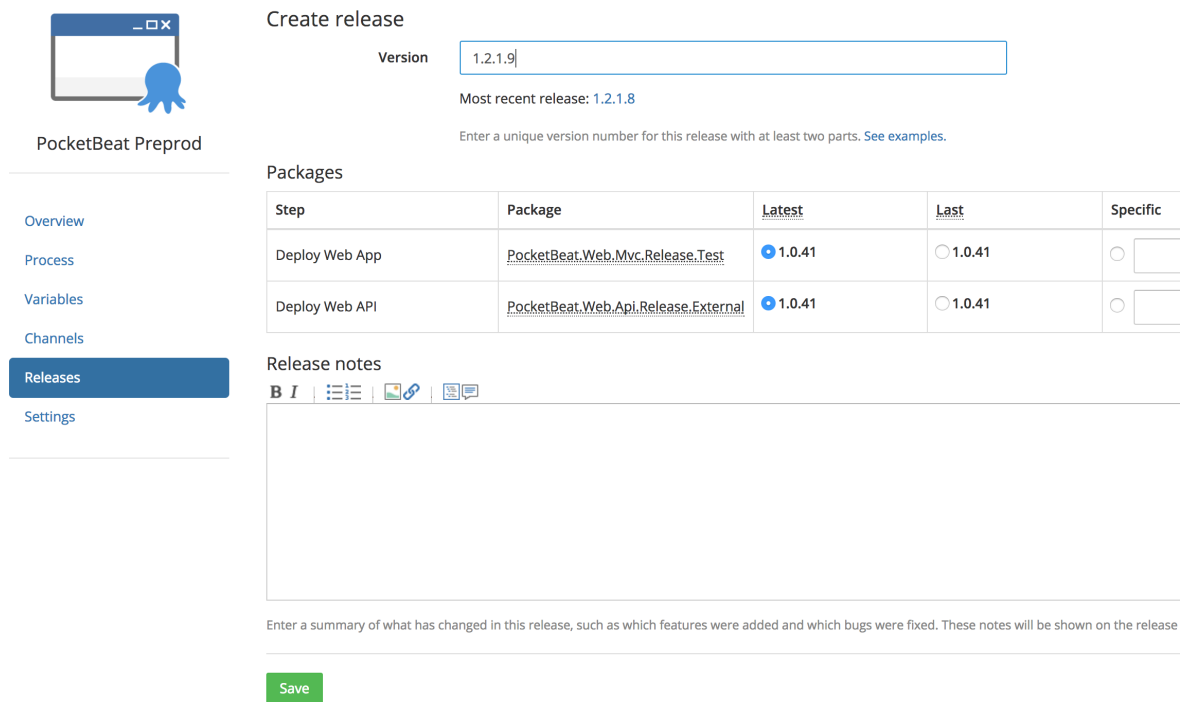 PocketBeat Preprod
Overview
Process
Variables
Channels
Releases
Settings
Create release
Version 1.2.1.9
Most recent release: 1.2.1.8
Enter a unique version number for this release with at least two parts. See examples.
Packages
Step Package Latest Last Specific
Deploy Web App PocketBeat.Web.Mvc.Release.Test 1.0.41 1.0.41
Deploy Web API PocketBeat.Web.Api.Release.External 1.0.41 1.0.41
Release notes
B I
Enter a summary of what has changed in this release, such as which features were added and which bugs were fixed. These notes will be shown on the release
Save